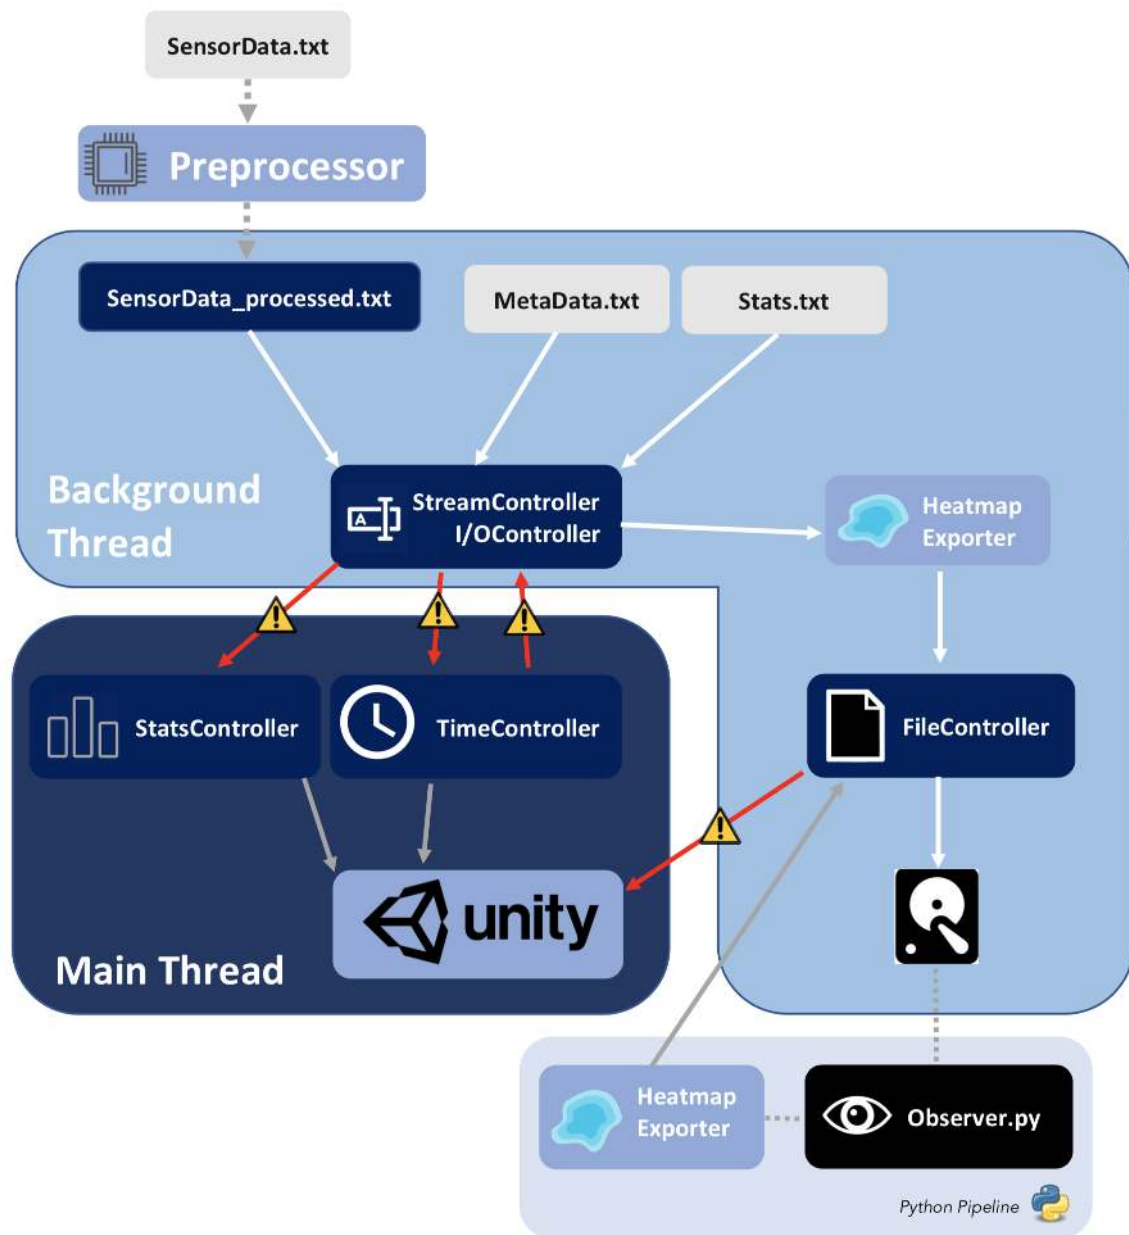 SensorData.txt
Preprocessor
SensorData_processed.txt
MetaData.txt
Stats.txt
Background
Thread
A
StreamController
I/OController
Heatmap
Exporter
StatsController
TimeController
FileController
unity
Main Thread
Heatmap
Exporter
Observer.py
Python Pipeline